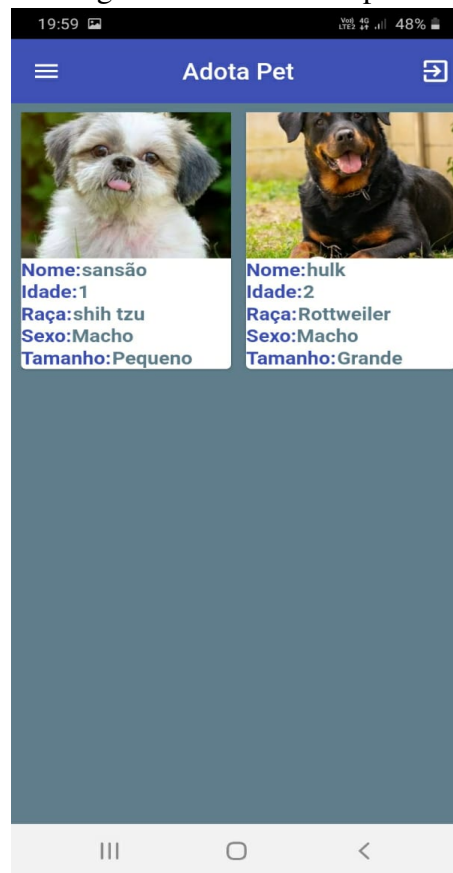 19:59 48%
Adota Pet
Nome:sansão
Idade:1
Raça:shih tzu
Sexo:Macho
Tamanho:Pequeno
Nome:hulk
Idade:2
Raça:Rottweiler
Sexo:Macho
Tamanho:Grande